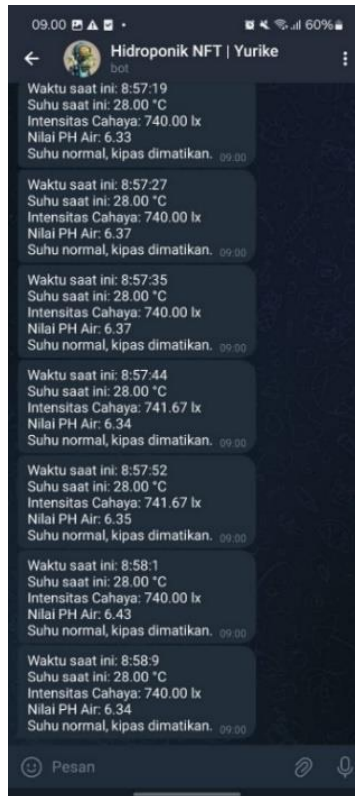 09.00
60%
Hidroponik NFT | Yurike
bot
Waktu saat ini: 8:57:19
Suhu saat ini: 28.00 °C
Intensitas Cahaya: 740.00 lx
Nilai PH Air: 6.33
Suhu normal, kipas dimatikan. 09:00
Waktu saat ini: 8:57:27
Suhu saat ini: 28.00 °C
Intensitas Cahaya: 740.00 lx
Nilai PH Air: 6.37
Suhu normal, kipas dimatikan. 09:00
Waktu saat ini: 8:57:35
Suhu saat ini: 28.00 °C
Intensitas Cahaya: 740.00 lx
Nilai PH Air: 6.37
Suhu normal, kipas dimatikan. 09:00
Waktu saat ini: 8:57:44
Suhu saat ini: 28.00 °C
Intensitas Cahaya: 741.67 lx
Nilai PH Air: 6.34
Suhu normal, kipas dimatikan. 09:00
Waktu saat ini: 8:57:52
Suhu saat ini: 28.00 °C
Intensitas Cahaya: 741.67 lx
Nilai PH Air: 6.35
Suhu normal, kipas dimatikan. 09:00
Waktu saat ini: 8:58:1
Suhu saat ini: 28.00 °C
Intensitas Cahaya: 740.00 lx
Nilai PH Air: 6.43
Suhu normal, kipas dimatikan. 09:00
Waktu saat ini: 8:58:9
Suhu saat ini: 28.00 °C
Intensitas Cahaya: 740.00 lx
Nilai PH Air: 6.34
Suhu normal, kipas dimatikan. 09:00
Pesan